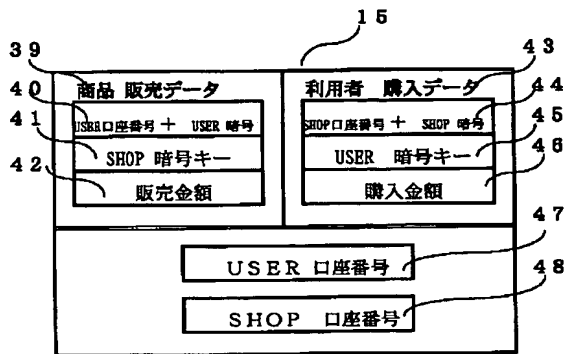 １５
３９
４３
商品 販売データ
利用者 購入データ
４０
４４
USER口座番号 ＋ USER 暗号
SHOP口座番号 ＋ SHOP 暗号
４１
４５
SHOP 暗号キー
USER 暗号キー
４２
４６
販売金額
購入金額
４７
ＵＳＥＲ 口座番号
４８
ＳＨＯＰ 口座番号